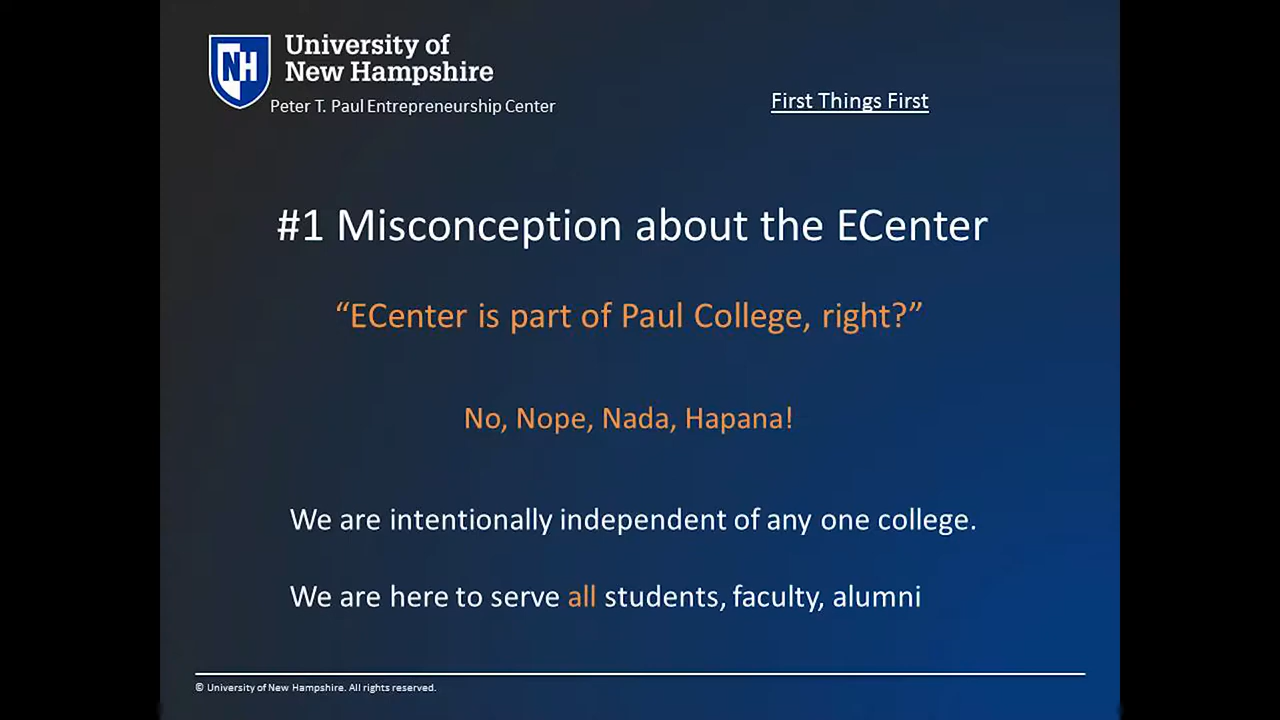 NH
University of
New Hampshire
Peter T. Paul Entrepreneurship Center
First Things First
#1 Misconception about the ECenter
“ECenter is part of Paul College, right?”
No, Nope, Nada, Hapana!
We are intentionally independent of any one college.
We are here to serve all students, faculty, alumni
© University of New Hampshire. All rights reserved.